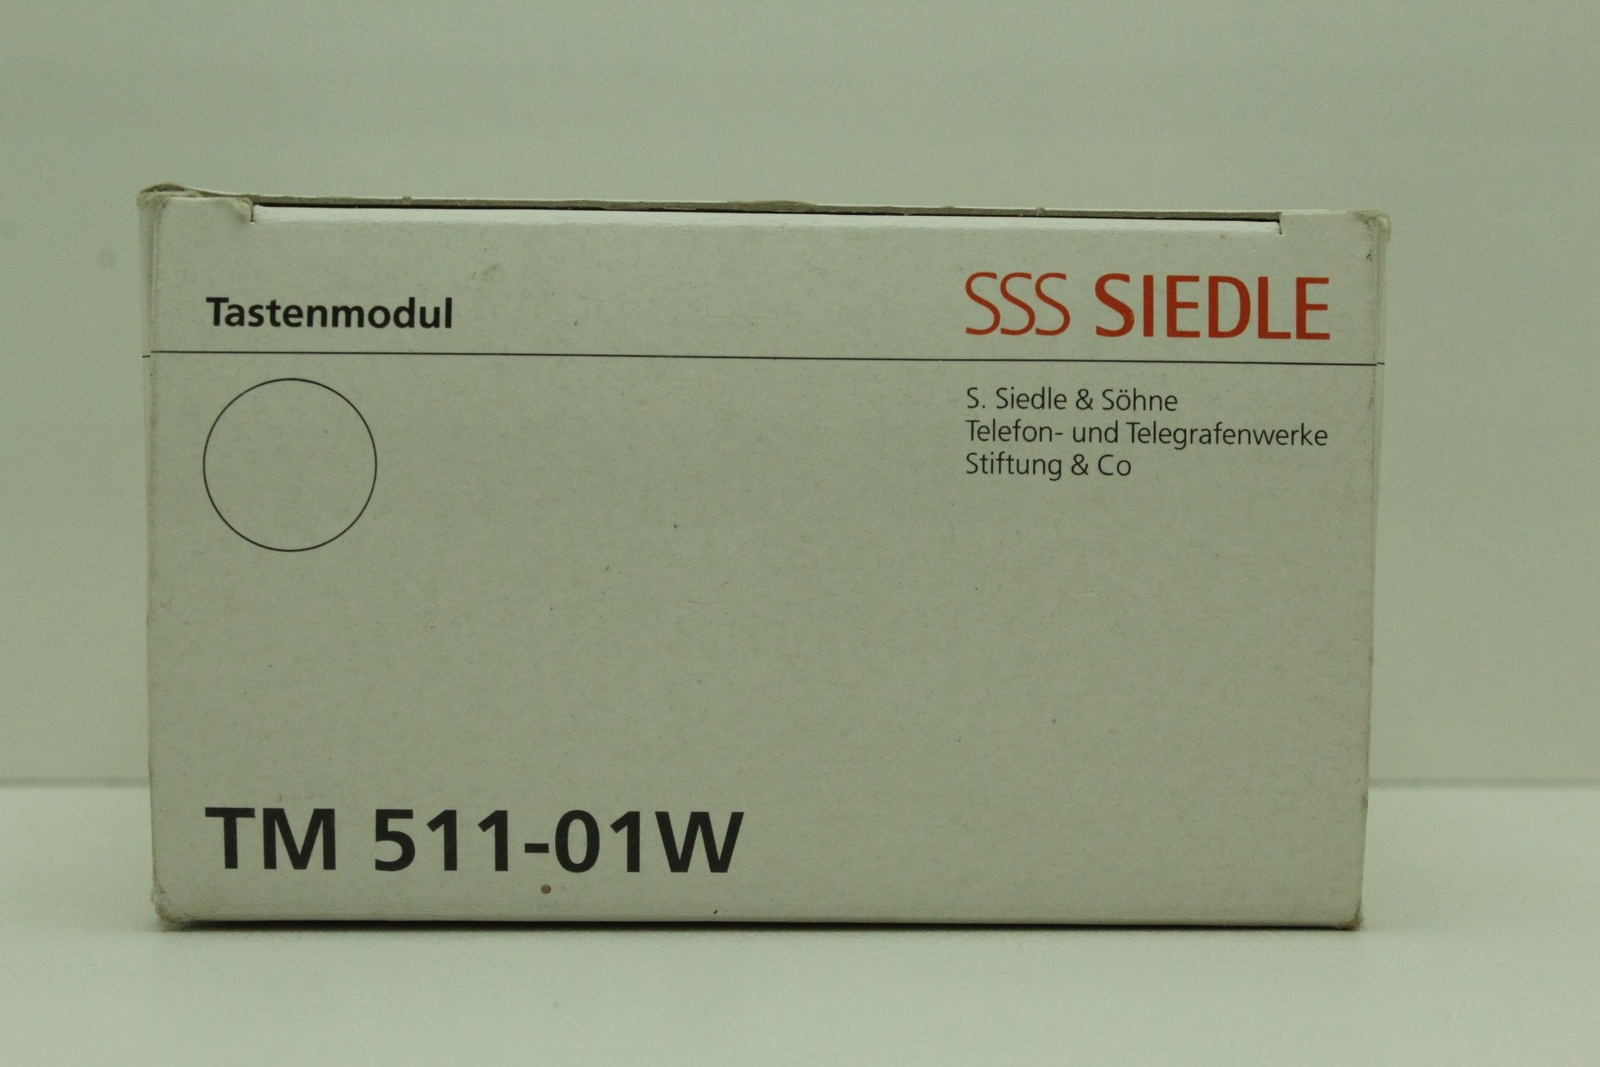 Tastenmodul
SSS SIEDLE
S. Siedle & Söhne
Telefon- und Telegrafenwerke
Stiftung & Co
TM 511-01W